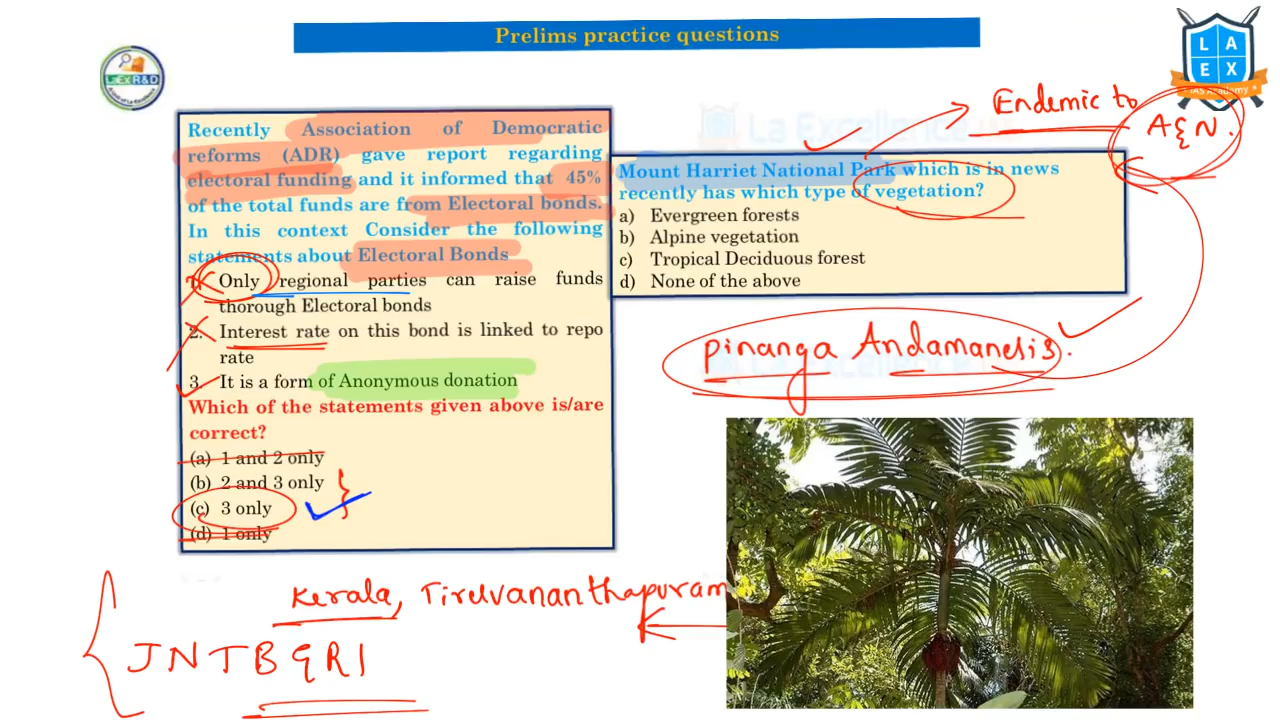 Prelims practice questions
L EX R&D
L A
E X
IAS Academy
La Excellence
Endemic to
A & N.
Recently Association of Democratic
reforms (ADR) gave report regarding
electoral funding and it informed that 45%
of the total funds are from Electoral bonds.
In this context Consider the following
statements about Electoral Bonds
1. Only regional parties can raise funds
thorough Electoral bonds
2. Interest rate on this bond is linked to repo
rate
3. It is a form of Anonymous donation
Which of the statements given above is/are
correct?
(a) 1 and 2 only
(b) 2 and 3 only
(c) 3 only
(d) 1 only
Mount Harriet National Park which is in news
recently has which type of vegetation?
a) Evergreen forests
b) Alpine vegetation
c) Tropical Deciduous forest
d) None of the above
Pinanga Andamanesis.
Kerala, Tiruvananthapuram
JNTBGRI